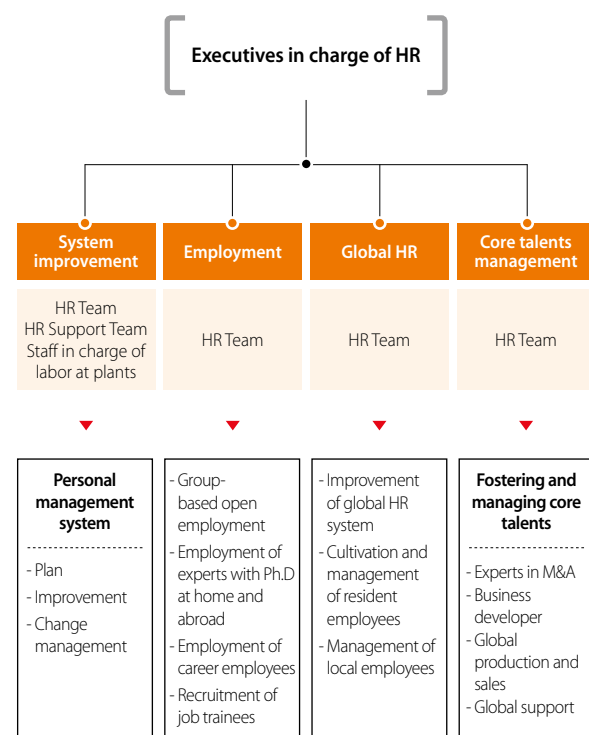 Executives in charge of HR
System
improvement
Employment
Global HR
Core talents
management
HR Team
HR Support Team
Staff in charge of
labor at plants
HR Team
HR Team
HR Team
Personal
management
system
- Plan
- Improvement
- Change
management
- Group-
based open
employment
- Employment of
experts with Ph.D
at home and
abroad
- Employment of
career employees
- Recruitment of
job trainees
- Improvement
of global HR
system
- Cultivation and
management
of resident
employees
- Management of
local employees
Fostering and
managing core
talents
- Experts in M&A
- Business
developer
- Global
production and
sales
- Global support